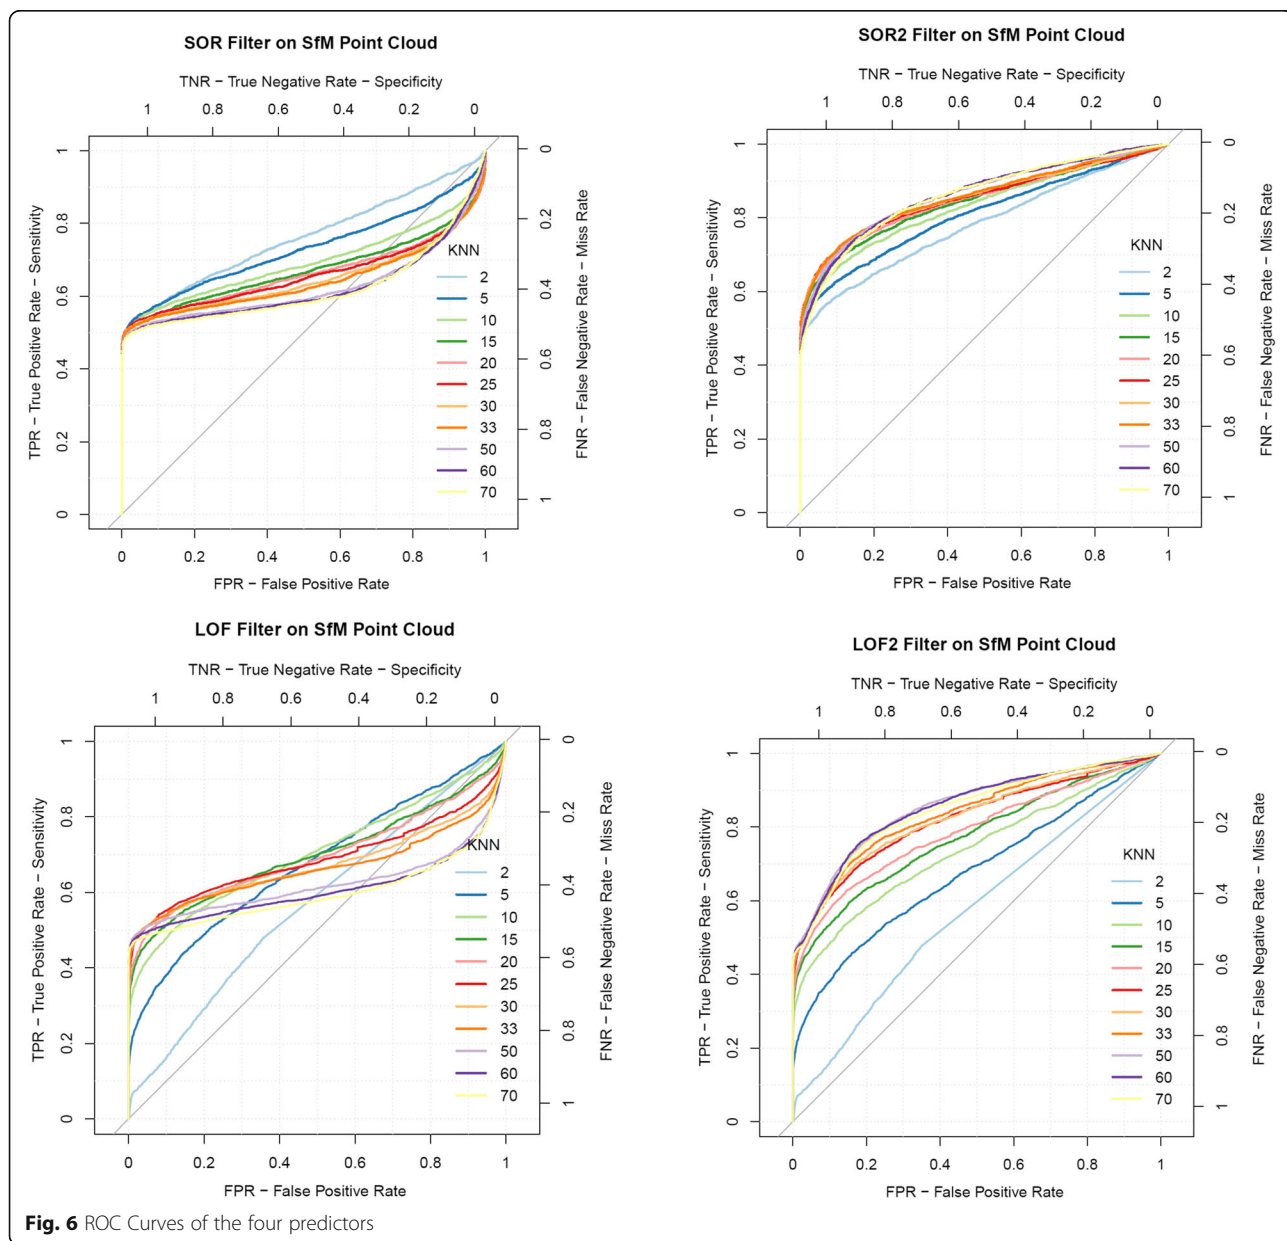 SOR Filter on SfM Point Cloud
TNR − True Negative Rate − Specificity
1 0.8 0.6 0.4 0.2 0
TPR − True Positive Rate − Sensitivity
1
0.8
0.6
0.4
0.2
0
FNR − False Negative Rate − Miss Rate
0
0.2
0.4
0.6
0.8
1
KNN
2
5
10
15
20
25
30
33
50
60
70
0 0.2 0.4 0.6 0.8 1
FPR − False Positive Rate
SOR2 Filter on SfM Point Cloud
TNR − True Negative Rate − Specificity
1 0.8 0.6 0.4 0.2 0
TPR − True Positive Rate − Sensitivity
1
0.8
0.6
0.4
0.2
0
FNR − False Negative Rate − Miss Rate
0
0.2
0.4
0.6
0.8
1
KNN
2
5
10
15
20
25
30
33
50
60
70
0 0.2 0.4 0.6 0.8 1
FPR − False Positive Rate
LOF Filter on SfM Point Cloud
TNR − True Negative Rate − Specificity
1 0.8 0.6 0.4 0.2 0
TPR − True Positive Rate − Sensitivity
1
0.8
0.6
0.4
0.2
0
FNR − False Negative Rate − Miss Rate
0
0.2
0.4
0.6
0.8
1
KNN
2
5
10
15
20
25
30
33
50
60
70
0 0.2 0.4 0.6 0.8 1
FPR − False Positive Rate
LOF2 Filter on SfM Point Cloud
TNR − True Negative Rate − Specificity
1 0.8 0.6 0.4 0.2 0
TPR − True Positive Rate − Sensitivity
1
0.8
0.6
0.4
0.2
0
FNR − False Negative Rate − Miss Rate
0
0.2
0.4
0.6
0.8
1
KNN
2
5
10
15
20
25
30
33
50
60
70
0 0.2 0.4 0.6 0.8 1
FPR − False Positive Rate
Fig. 6 ROC Curves of the four predictors